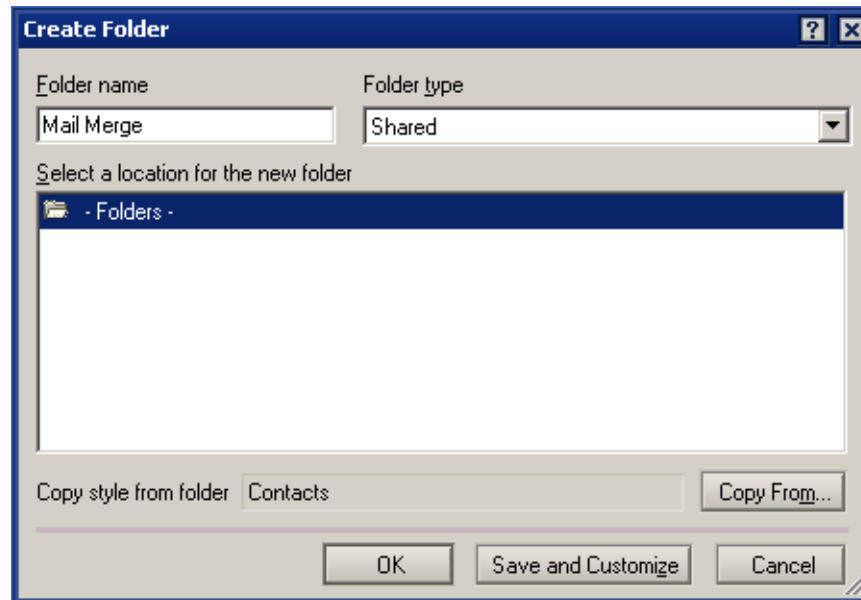 Create Folder
Folder name Folder type
Mail Merge Shared
Select a location for the new folder
- Folders -
Copy style from folder Contacts Copy From...
OK Save and Customize Cancel